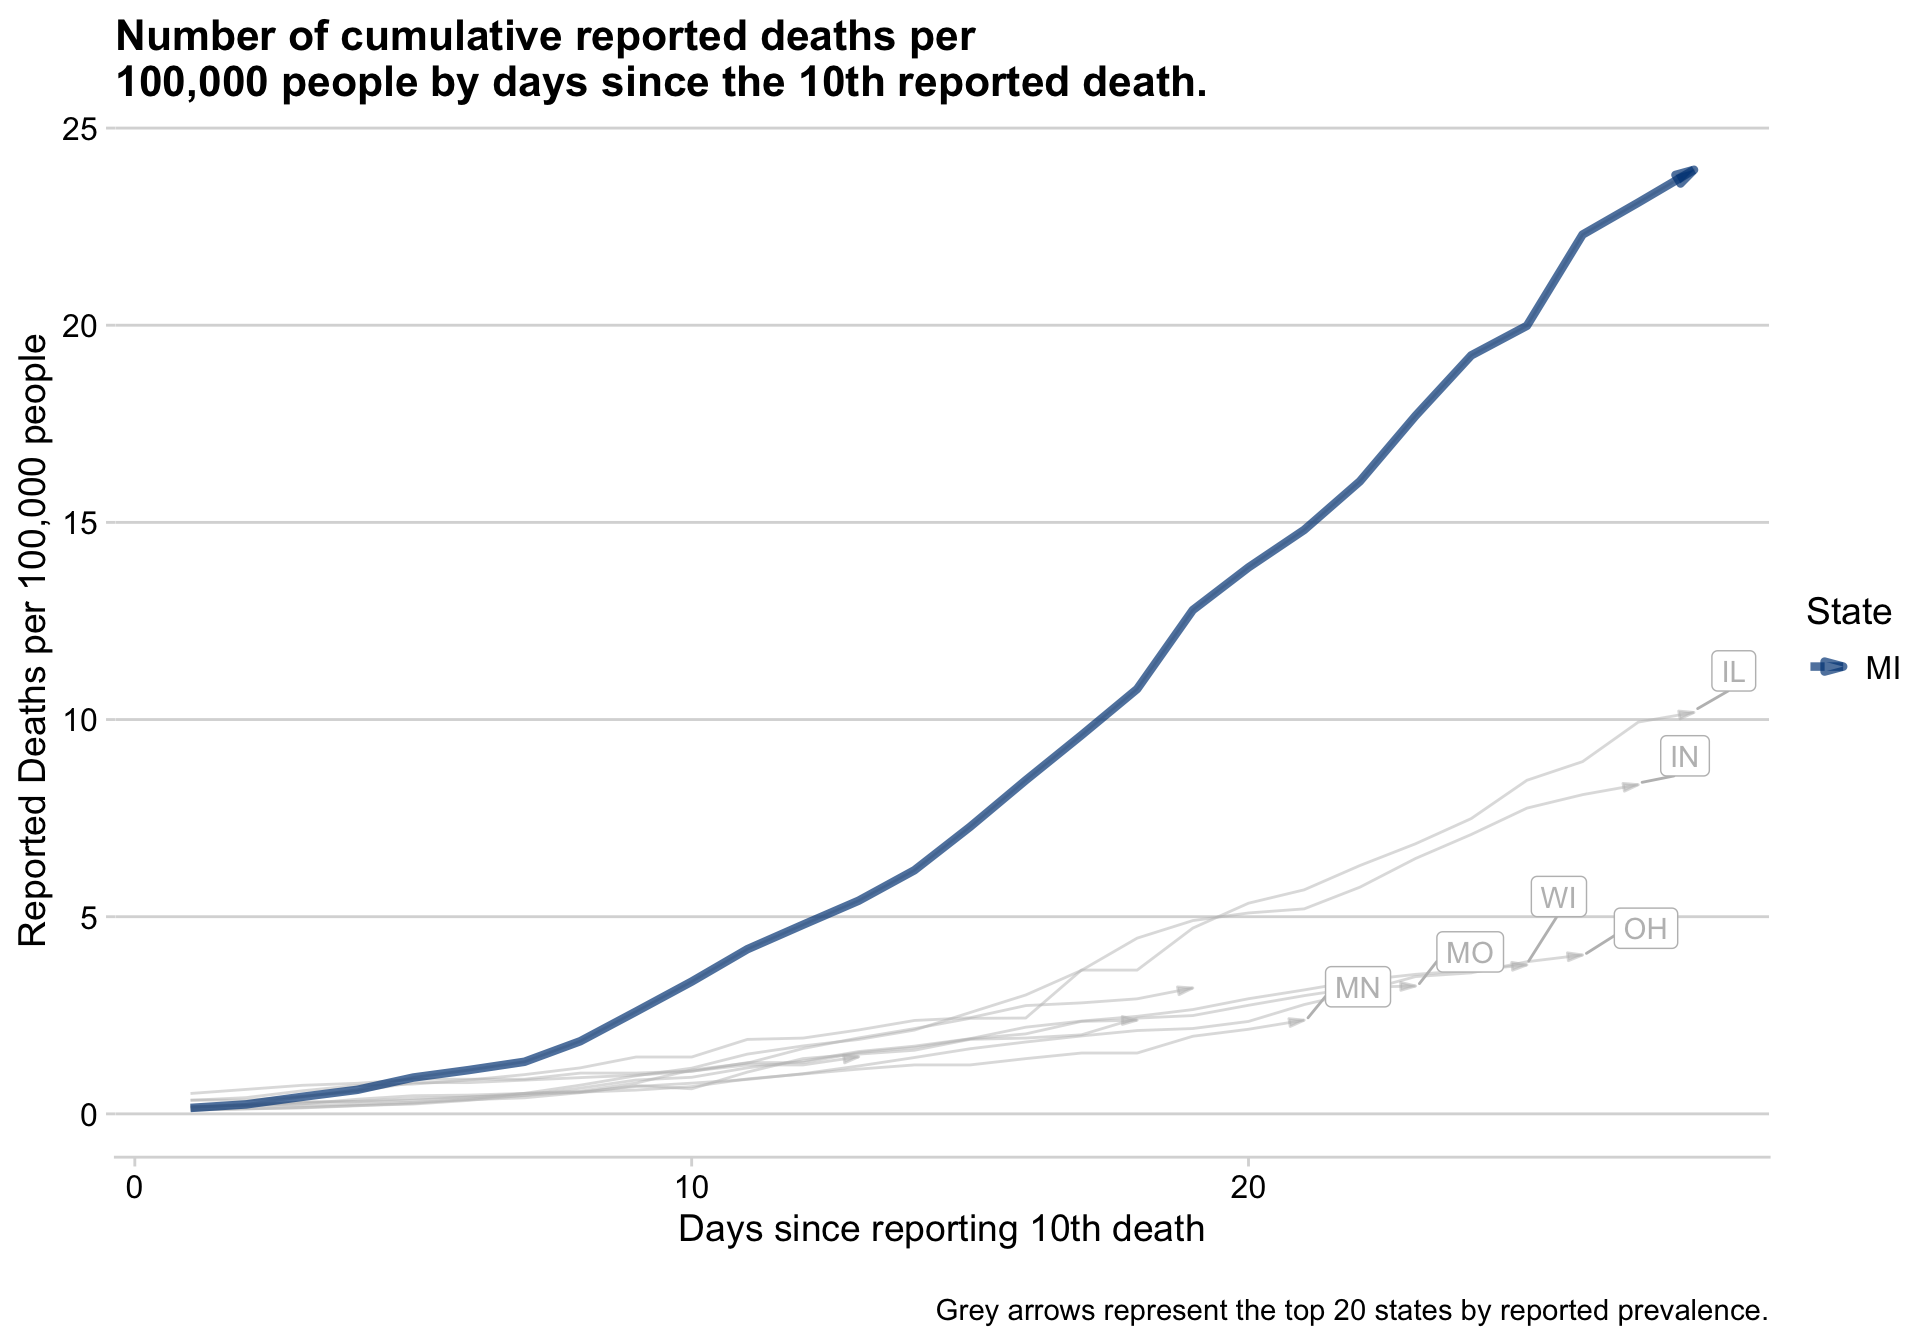 Number of cumulative reported deaths per
100,000 people by days since the 10th reported death.
Reported Deaths per 100,000 people
25
20
15
10
5
0
IL
IN
WI
OH
MO
MN
State
MI
0
10
20
Days since reporting 10th death
Grey arrows represent the top 20 states by reported prevalence.